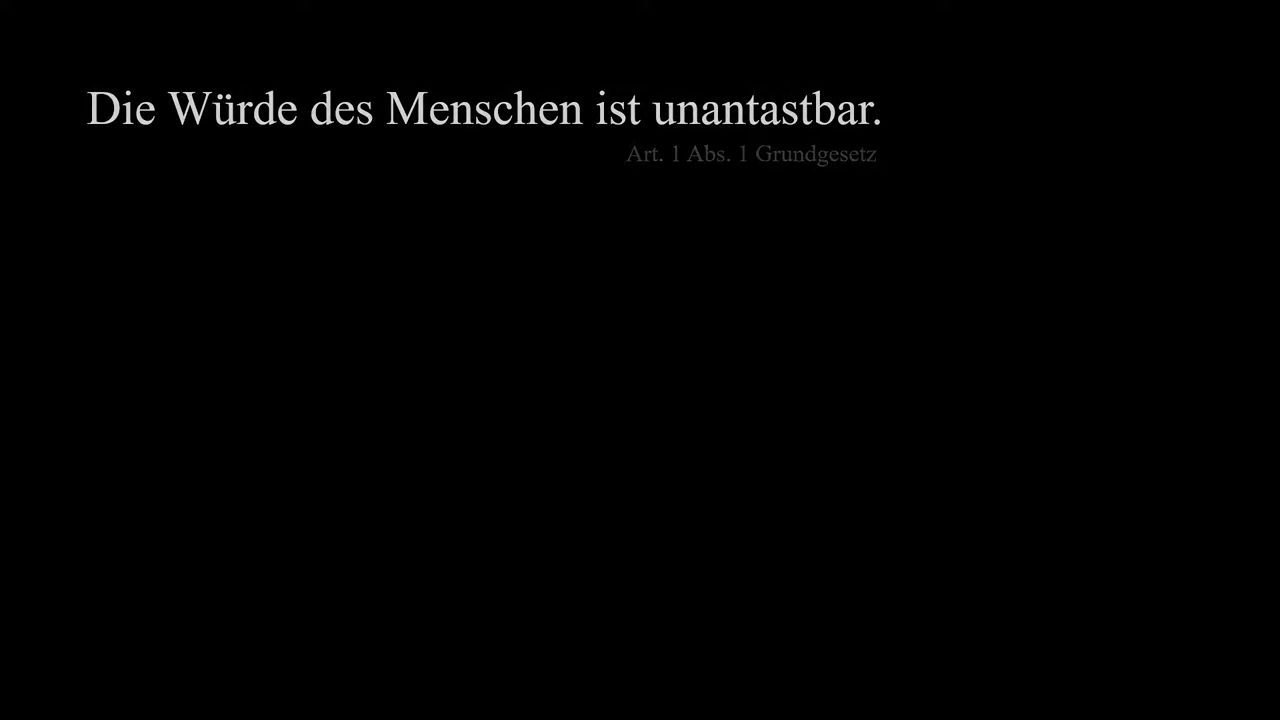 Die Würde des Menschen ist unantastbar.
Art. 1 Abs. 1 Grundgesetz